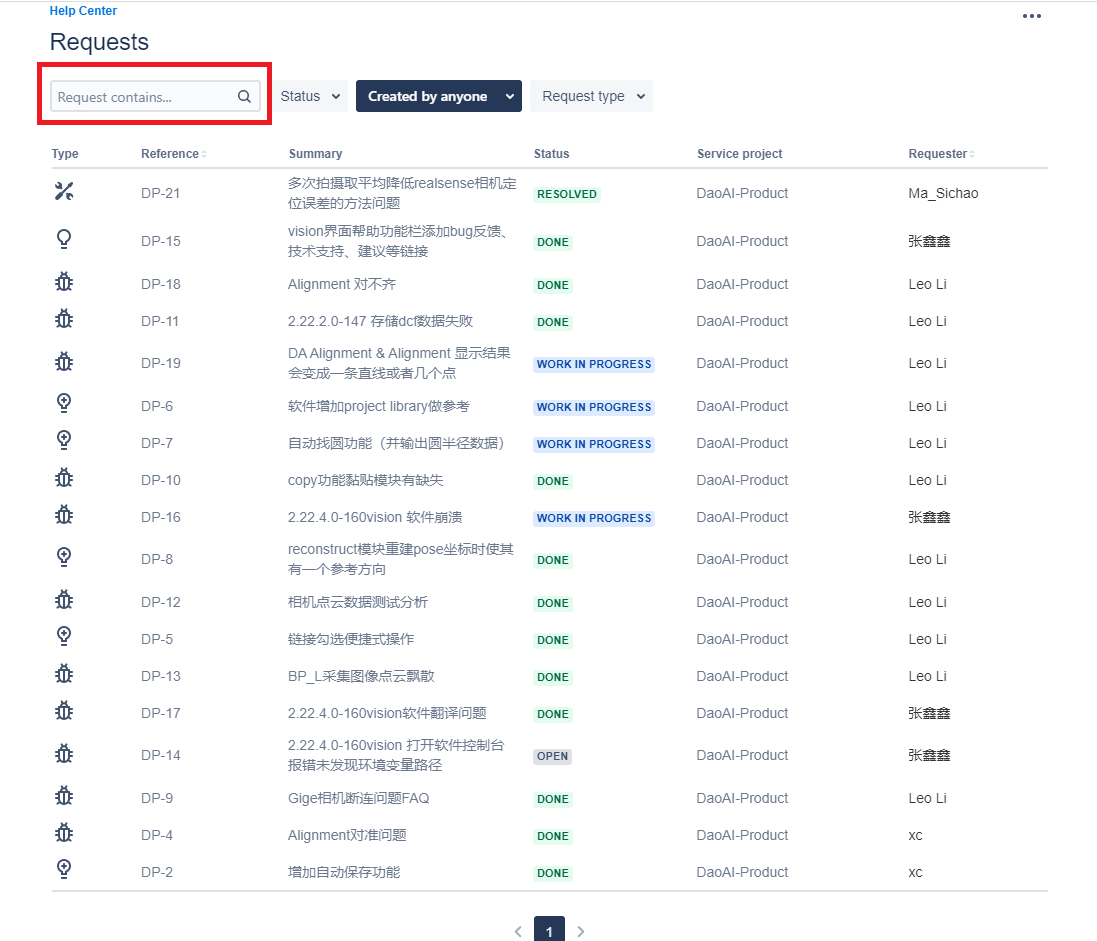 Help Center
Requests
Request contains...
Status
Created by anyone
Request type
Type Reference Summary Status Service project Requester
DP-21 多次拍摄取平均降低realsense相机定
位误差的方法问题 RESOLVED DaoAI-Product Ma_Sichao
DP-15 vision界面帮助功能栏添加bug反馈、
技术支持、建议等链接 DONE DaoAI-Product 张鑫鑫
DP-18 Alignment 对不齐 DONE DaoAI-Product Leo Li
DP-11 2.22.2.0-147 存储dcf数据失败 DONE DaoAI-Product Leo Li
DP-19 DA Alignment & Alignment 显示结果
会变成一条直线或者几个点 WORK IN PROGRESS DaoAI-Product Leo Li
DP-6 软件增加project library做参考 WORK IN PROGRESS DaoAI-Product Leo Li
DP-7 自动找圆功能（并输出圆半径数据） WORK IN PROGRESS DaoAI-Product Leo Li
DP-10 copy功能黏贴模块有缺失 DONE DaoAI-Product Leo Li
DP-16 2.22.4.0-160vision 软件崩溃 WORK IN PROGRESS DaoAI-Product 张鑫鑫
DP-8 reconstruct模块重建pose坐标时使其
有一个参考方向 DONE DaoAI-Product Leo Li
DP-12 相机点云数据测试分析 DONE DaoAI-Product Leo Li
DP-5 链接勾选便捷式操作 DONE DaoAI-Product Leo Li
DP-13 BP_L采集图像点云飘散 DONE DaoAI-Product Leo Li
DP-17 2.22.4.0-160vision软件翻译问题 DONE DaoAI-Product 张鑫鑫
DP-14 2.22.4.0-160vision 打开软件控制台
报错未发现环境变量路径 OPEN DaoAI-Product 张鑫鑫
DP-9 Gige相机断连问题FAQ DONE DaoAI-Product Leo Li
DP-4 Alignment对准问题 DONE DaoAI-Product xc
DP-2 增加自动保存功能 DONE DaoAI-Product xc
1